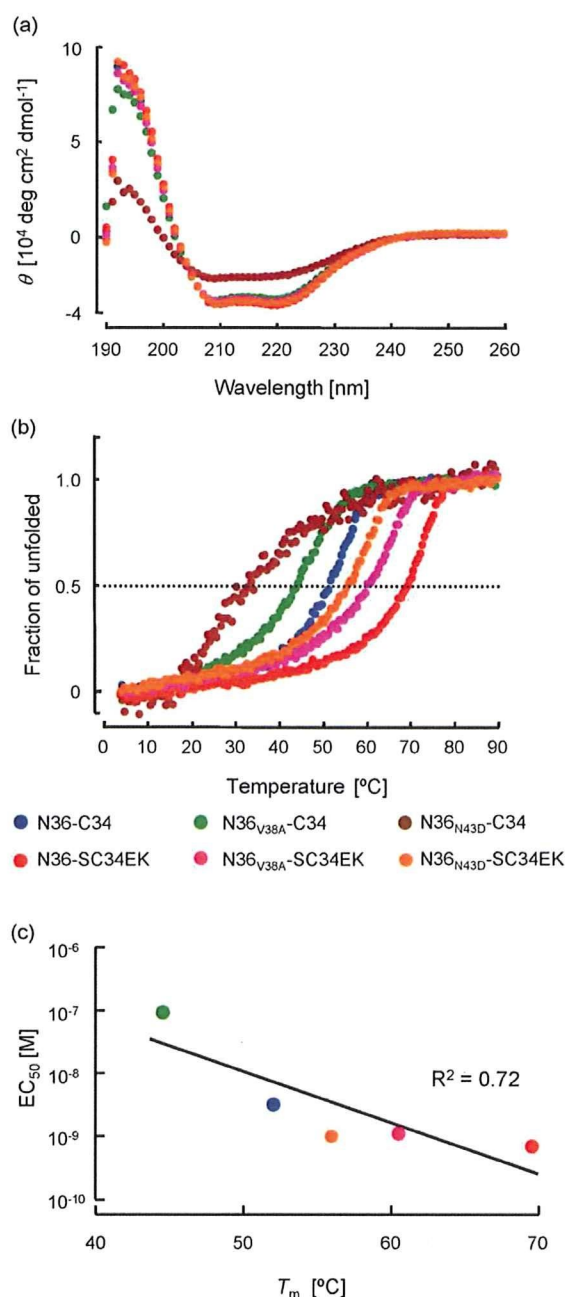 (a)
10
5
0
-4
θ [10⁴ deg cm² dmol⁻¹]
190 200 210 220 230 240 250 260
Wavelength [nm]
(b)
1.0
0.5
0
Fraction of unfolded
0 10 20 30 40 50 60 70 80 90
Temperature [ºC]
N36-C34 N36V38A-C34 N36N43D-C34
N36-SC34EK N36V38A-SC34EK N36N43D-SC34EK
(c)
10⁻⁶
10⁻⁷
10⁻⁸
10⁻⁹
10⁻¹⁰
EC₅₀ [M]
R² = 0.72
40 50 60 70
Tm [ºC]